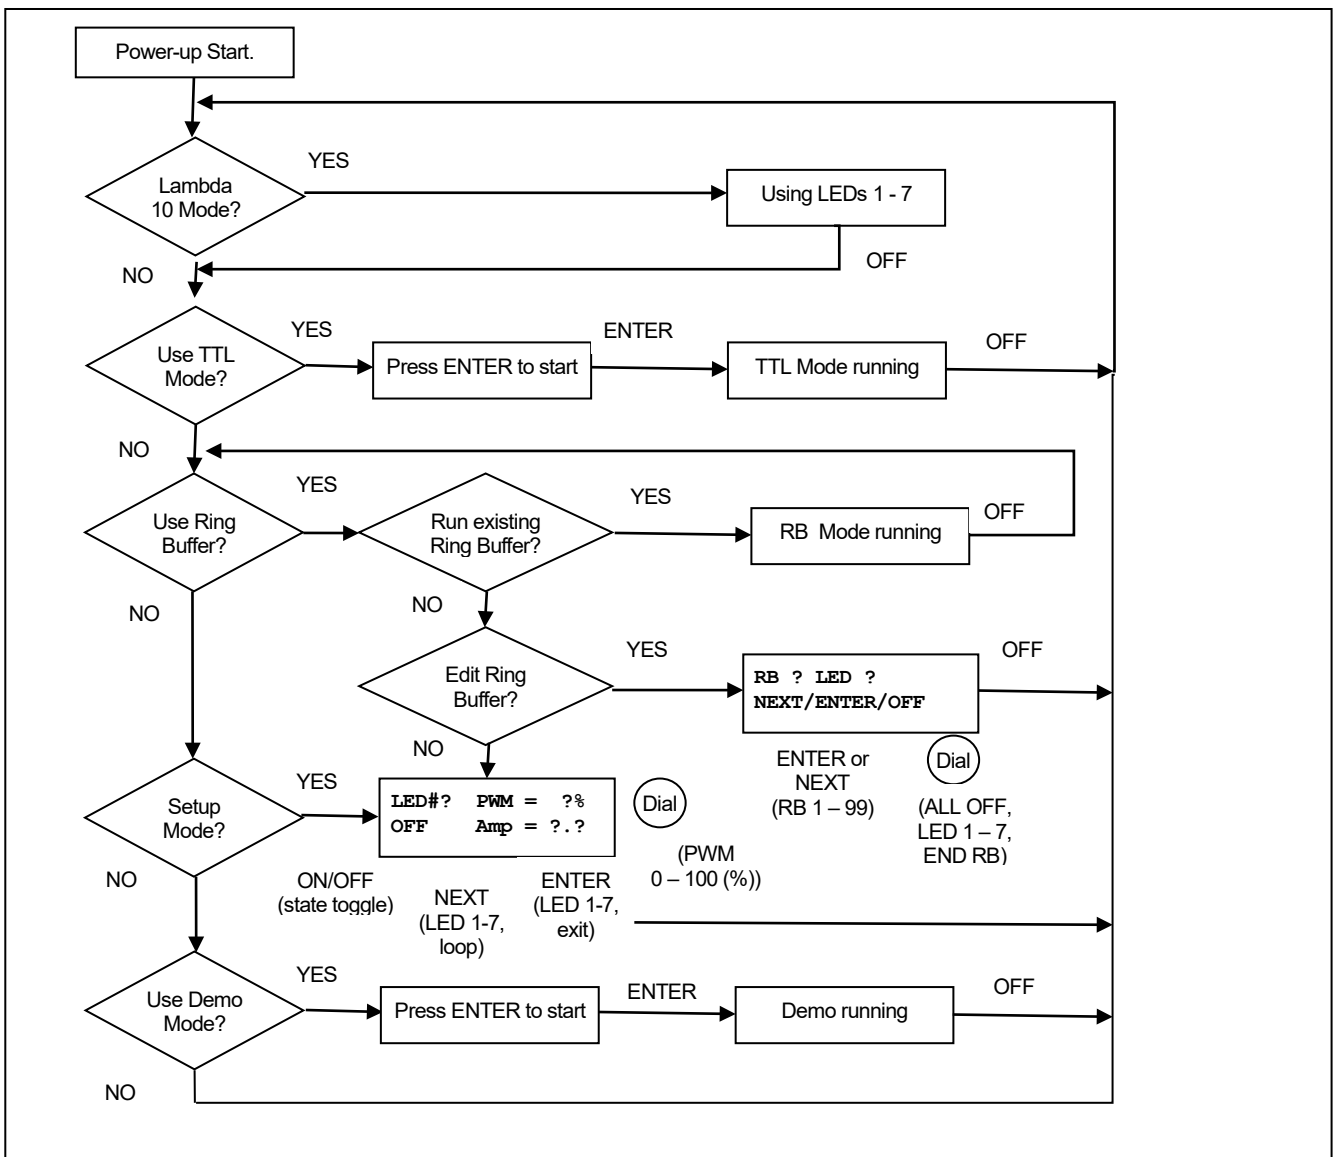 Power-up Start.
YES
Lambda
10 Mode?
Using LEDs 1 - 7
OFF
NO
YES
ENTER
OFF
Use TTL
Mode?
Press ENTER to start
TTL Mode running
NO
YES
YES
OFF
Use Ring
Buffer?
Run existing
Ring Buffer?
RB  Mode running
NO
NO
YES
OFF
Edit Ring
Buffer?
RB ? LED ?
NEXT/ENTER/OFF
NO
ENTER or
NEXT
(RB 1 – 99)
Dial
(ALL OFF,
LED 1 – 7,
END RB)
YES
Setup
Mode?
LED#?  PWM =  ?%
OFF    Amp = ?.?
Dial
(PWM
0 – 100 (%))
NO
ON/OFF
(state toggle)
NEXT
(LED 1-7,
loop)
ENTER
(LED 1-7,
exit)
YES
ENTER
OFF
Use Demo
Mode?
Press ENTER to start
Demo running
NO